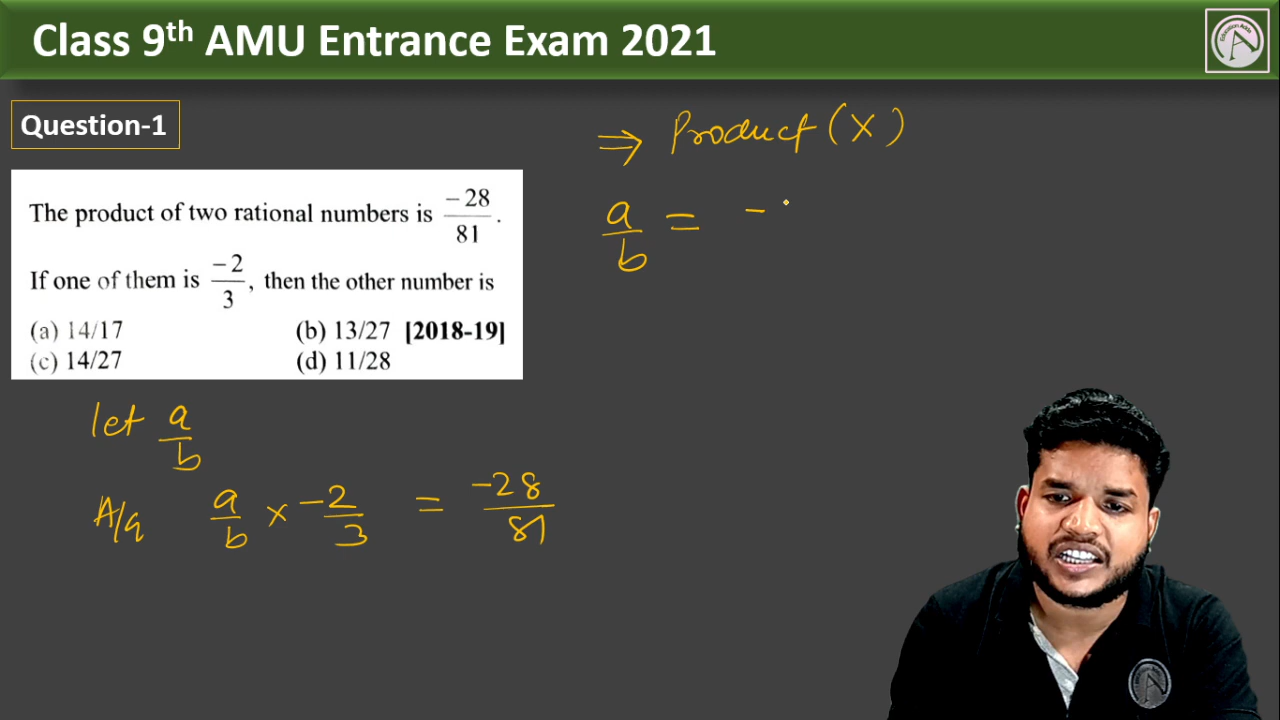 Class 9th AMU Entrance Exam 2021
Question-1
The product of two rational numbers is -28/81.
If one of them is -2/3, then the other number is
(a) 14/17 (b) 13/27 [2018-19]
(c) 14/27 (d) 11/28
let a/b
A/q a/b × -2/3 = -28/81
⇒ Product (×)
a/b = -